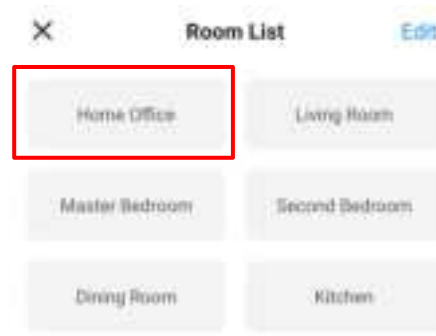 × Room List Edit
Home Office Living Room
Master Bedroom Second Bedroom
Dining Room Kitchen